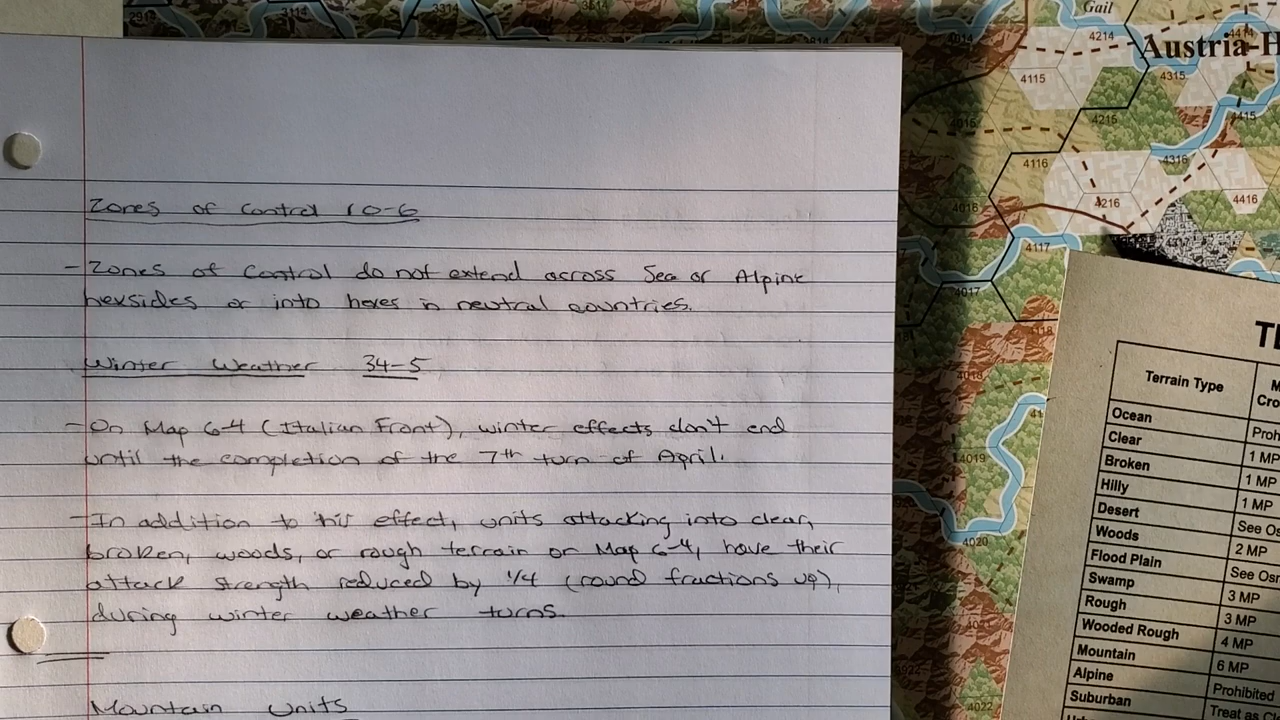 Zones of Control 10-6
- Zones of Control do not extend across Sea or Alpine
hexsides or into hexes in neutral countries.
Winter Weather 34-5
- On Map 6-4 (Italian Front), winter effects don't end
until the completion of the 7th turn of April.
- In addition to this effect, units attacking into clear,
broken, woods, or rough terrain on Map 6-4, have their
attack strength reduced by 1/4 (round fractions up),
during winter weather turns.
Mountain Units
Gail
Austria-H
4214
4115
4315
4215
4116
4316
4216
4416
4117
4017
4019
4020
4022
Terrain Type
Ocean
Clear 1 MP
Broken 1 MP
Hilly 1 MP
Desert See Os
Woods 2 MP
Flood Plain See Os
Swamp 3 MP
Rough 3 MP
Wooded Rough 4 MP
Mountain 6 MP
Alpine Prohibited
Suburban Treat as Cl